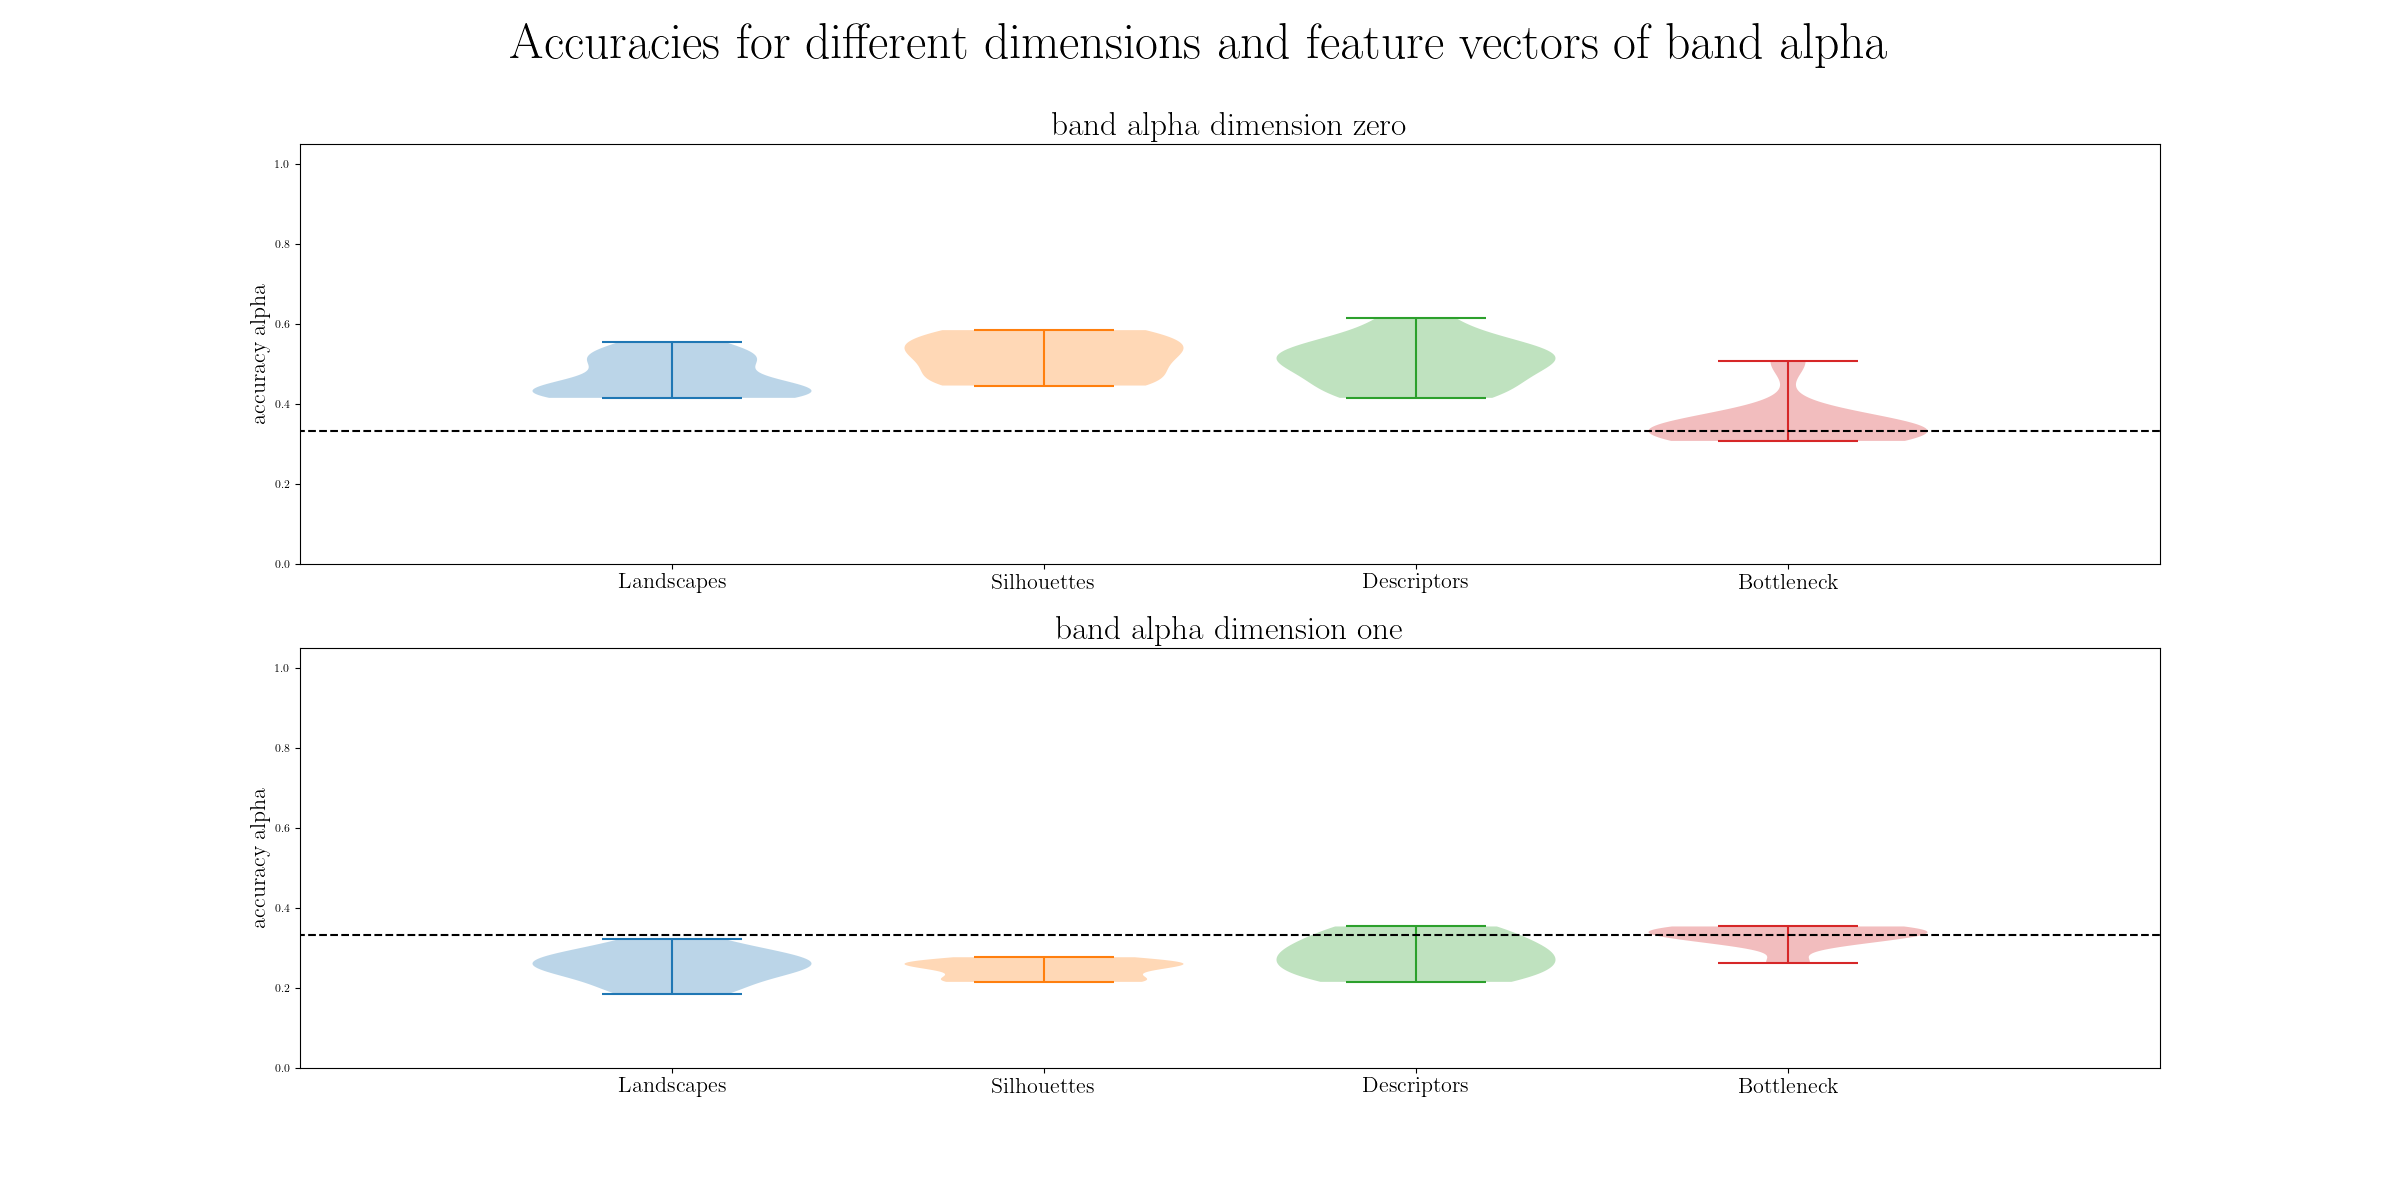 Accuracies for different dimensions and feature vectors of band alpha
band alpha dimension zero
1.0
0.8
0.6
0.4
0.2
0.0
accuracy alpha
Landscapes Silhouettes Descriptors Bottleneck
band alpha dimension one
1.0
0.8
0.6
0.4
0.2
0.0
accuracy alpha
Landscapes Silhouettes Descriptors Bottleneck